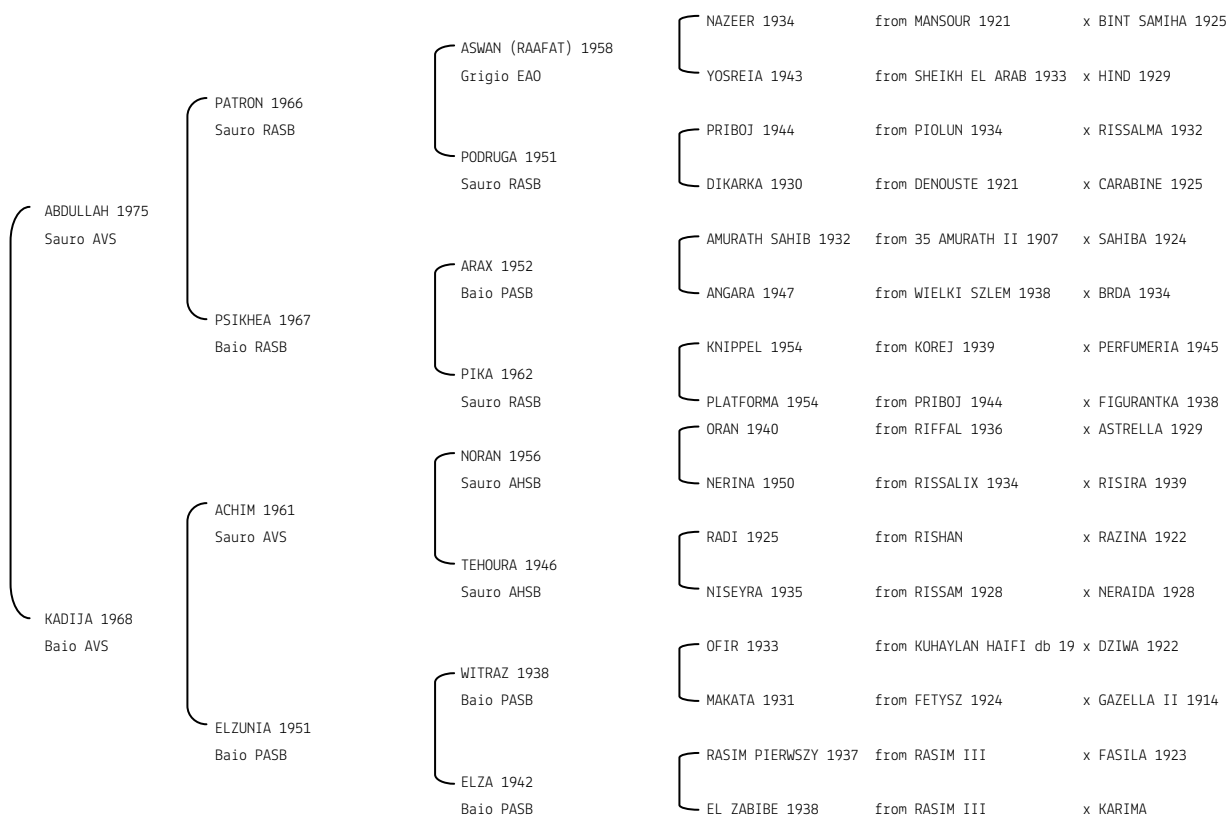 NAZEER 1934 from MANSOUR 1921 x BINT SAMIHA 1925
ASWAN (RAAFAT) 1958
Grigio EAO YOSREIA 1943 from SHEIKH EL ARAB 1933 x HIND 1929
PATRON 1966
Sauro RASB PRIBOJ 1944 from PIOLUN 1934 x RISSALMA 1932
PODRUGA 1951
Sauro RASB DIKARKA 1930 from DENOUSTE 1921 x CARABINE 1925
ABDULLAH 1975
Sauro AVS AMURATH SAHIB 1932 from 35 AMURATH II 1907 x SAHIBA 1924
ARAX 1952
Baio PASB ANGARA 1947 from WIELKI SZLEM 1938 x BRDA 1934
PSIKHEA 1967
Baio RASB KNIPPEL 1954 from KOREJ 1939 x PERFUMERIA 1945
PIKA 1962
Sauro RASB PLATFORMA 1954 from PRIBOJ 1944 x FIGURANTKA 1938
ORAN 1940 from RIFFAL 1936 x ASTRELLA 1929
NORAN 1956
Sauro AHSB NERINA 1950 from RISSALIX 1934 x RISIRA 1939
ACHIM 1961
Sauro AVS RADI 1925 from RISHAN x RAZINA 1922
TEHOURA 1946
Sauro AHSB NISEYRA 1935 from RISSAM 1928 x NERAIDA 1928
KADIJA 1968
Baio AVS OFIR 1933 from KUHAYLAN HAIFI db 19 x DZIWA 1922
WITRAZ 1938
Baio PASB MAKATA 1931 from FETYSZ 1924 x GAZELLA II 1914
ELZUNIA 1951
Baio PASB RASIM PIERWSZY 1937 from RASIM III x FASILA 1923
ELZA 1942
Baio PASB EL ZABIBE 1938 from RASIM III x KARIMA